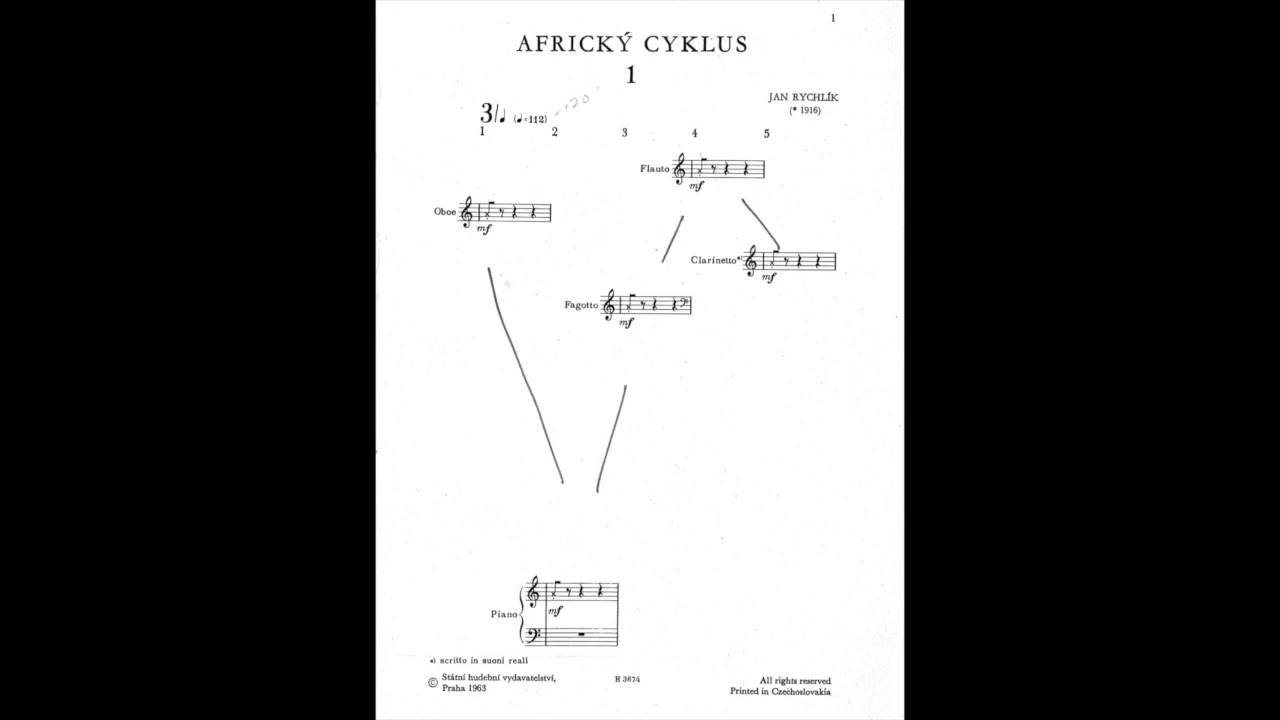 1
AFRICKÝ CYKLUS
1
JAN RYCHLÍK
(* 1916)
3/♩ (♩=112) -120
1 2 3 4 5
Flauto
mf
Oboe
mf
Clarinetto*)
mf
Fagotto
mf
Piano
mf
*) scritto in suoni reali
© Státní hudební vydavatelství,
Praha 1963
H 3674
All rights reserved
Printed in Czechoslovakia